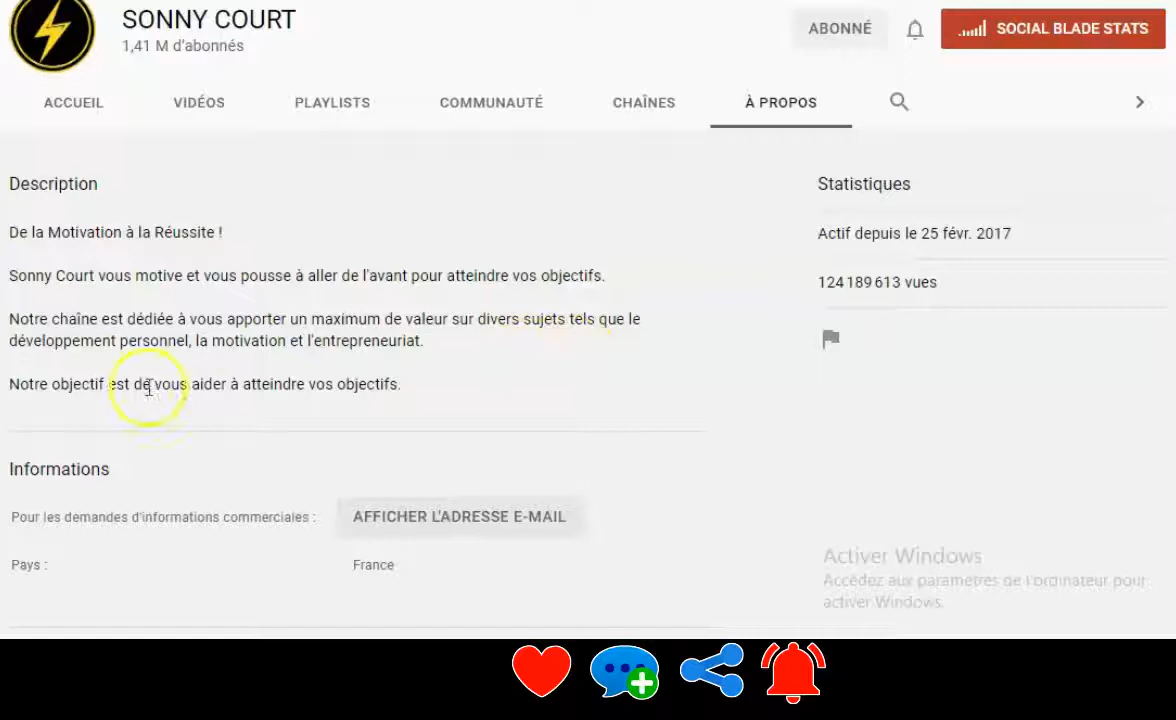 SONNY COURT
1,41 M d'abonnés
ABONNÉ
SOCIAL BLADE STATS
ACCUEIL
VIDÉOS
PLAYLISTS
COMMUNAUTÉ
CHAÎNES
À PROPOS
Description
De la Motivation à la Réussite !
Sonny Court vous motive et vous pousse à aller de l'avant pour atteindre vos objectifs.
Notre chaîne est dédiée à vous apporter un maximum de valeur sur divers sujets tels que le
développement personnel, la motivation et l'entrepreneuriat.
Notre objectif est de vous aider à atteindre vos objectifs.
Statistiques
Actif depuis le 25 févr. 2017
124 189 613 vues
Informations
Pour les demandes d'informations commerciales :
AFFICHER L'ADRESSE E-MAIL
Pays :
France
Activer Windows
Accédez aux paramètres de l'ordinateur pour
activer Windows.